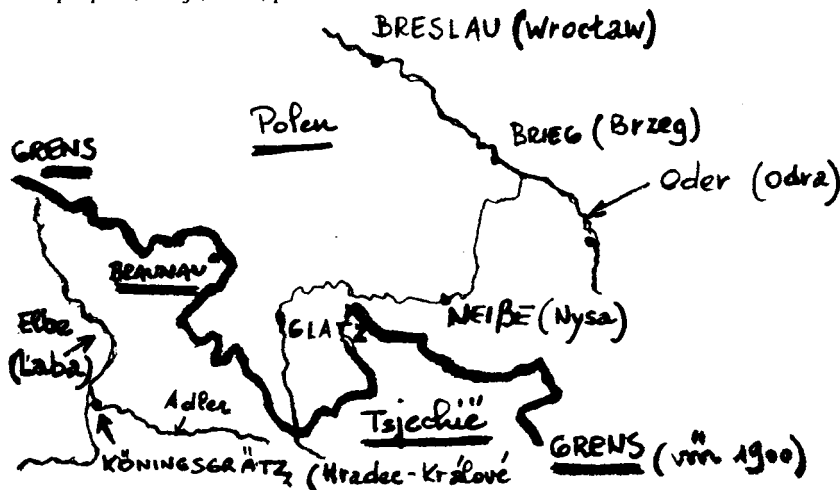 BRESLAU (Wrocław)
Polen
BRIEG (Brzeg)
GRENS
Oder (Odra)
BRAUNAU
GLATZ
NEIßE (Nysa)
Elbe
(Laba)
Adler
Tsjechië
KÖNINGSGRÄTZ (Hradec-Králové
GRENS (1900)